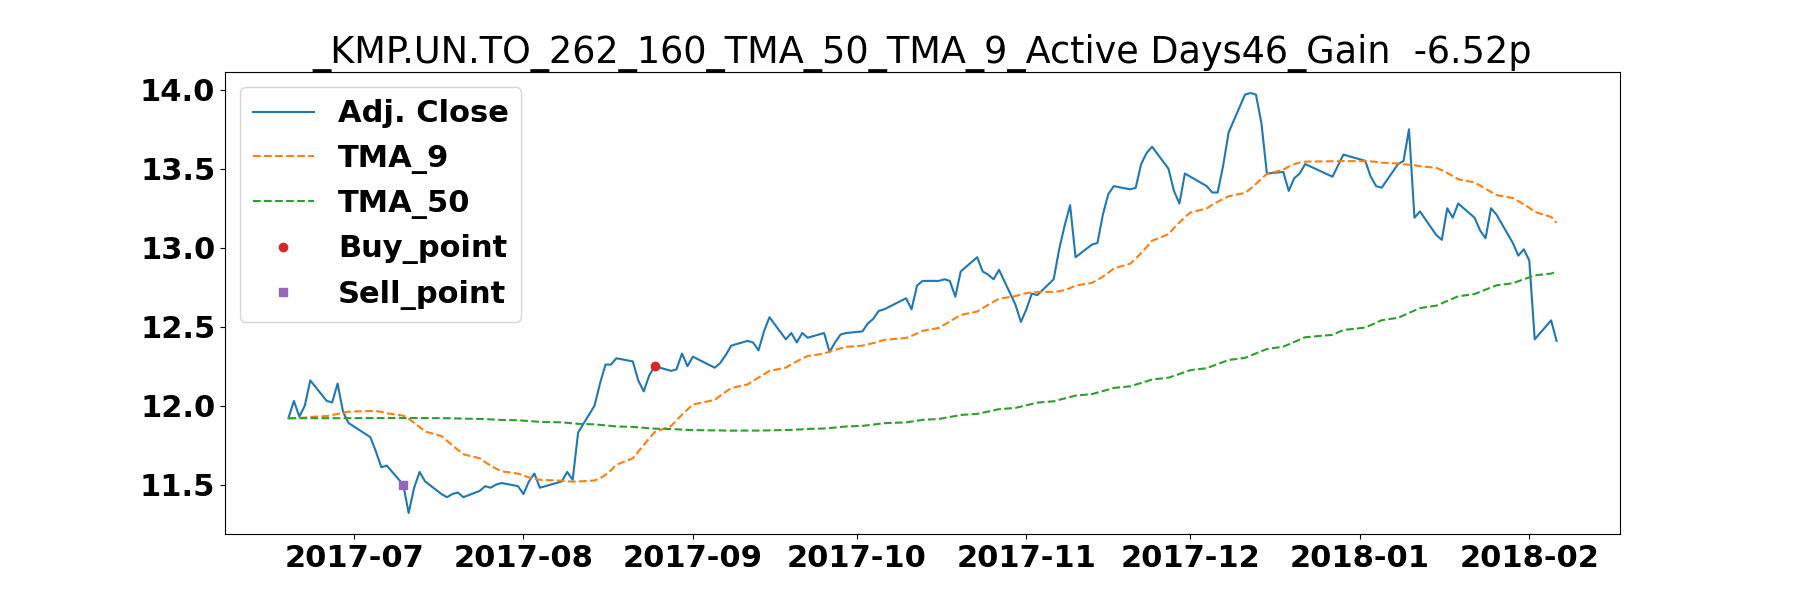 _KMP.UN.TO_262_160_TMA_50_TMA_9_Active Days46_Gain  -6.52p
14.0
13.5
13.0
12.5
12.0
11.5
Adj. Close
TMA_9
TMA_50
Buy_point
Sell_point
2017-07 2017-08 2017-09 2017-10 2017-11 2017-12 2018-01 2018-02